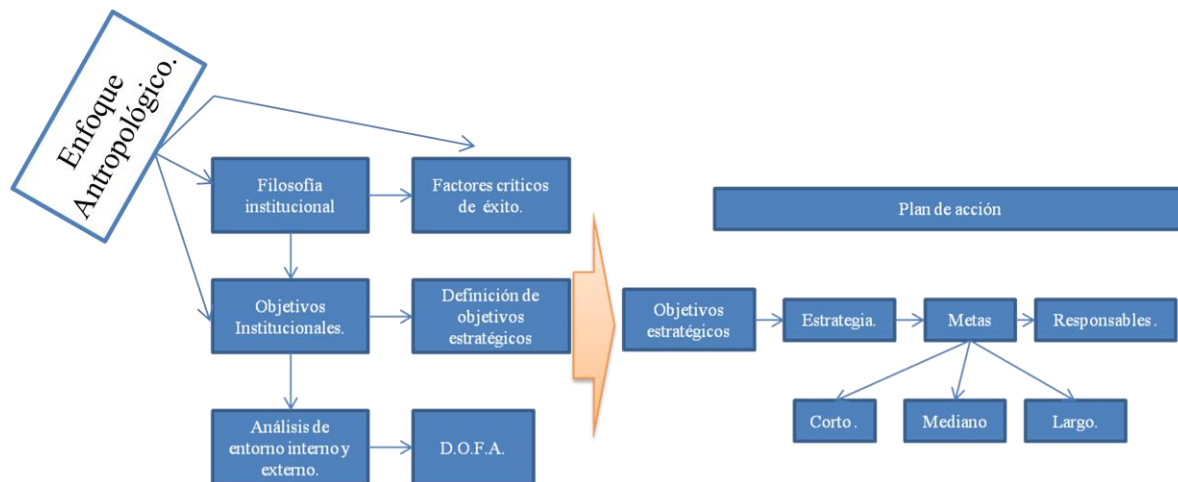 Enfoque
Antropológico.
Filosofía
institucional
Factores críticos
de éxito.
Objetivos
Institucionales.
Definición de
objetivos
estratégicos
Análisis de
entorno interno y
externo.
D.O.F.A.
Plan de acción
Objetivos
estratégicos
Estrategia.
Metas
Responsables .
Corto .
Mediano
Largo.